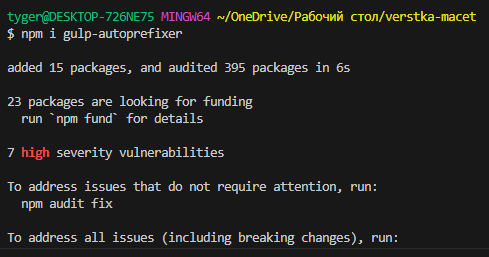 tyger@DESKTOP-726NE75 MINGW64 ~/OneDrive/Рабочий стол/verstka-macet
$ npm i gulp-autoprefixer
added 15 packages, and audited 395 packages in 6s
23 packages are looking for funding
run `npm fund` for details
7 high severity vulnerabilities
To address issues that do not require attention, run:
npm audit fix
To address all issues (including breaking changes), run: